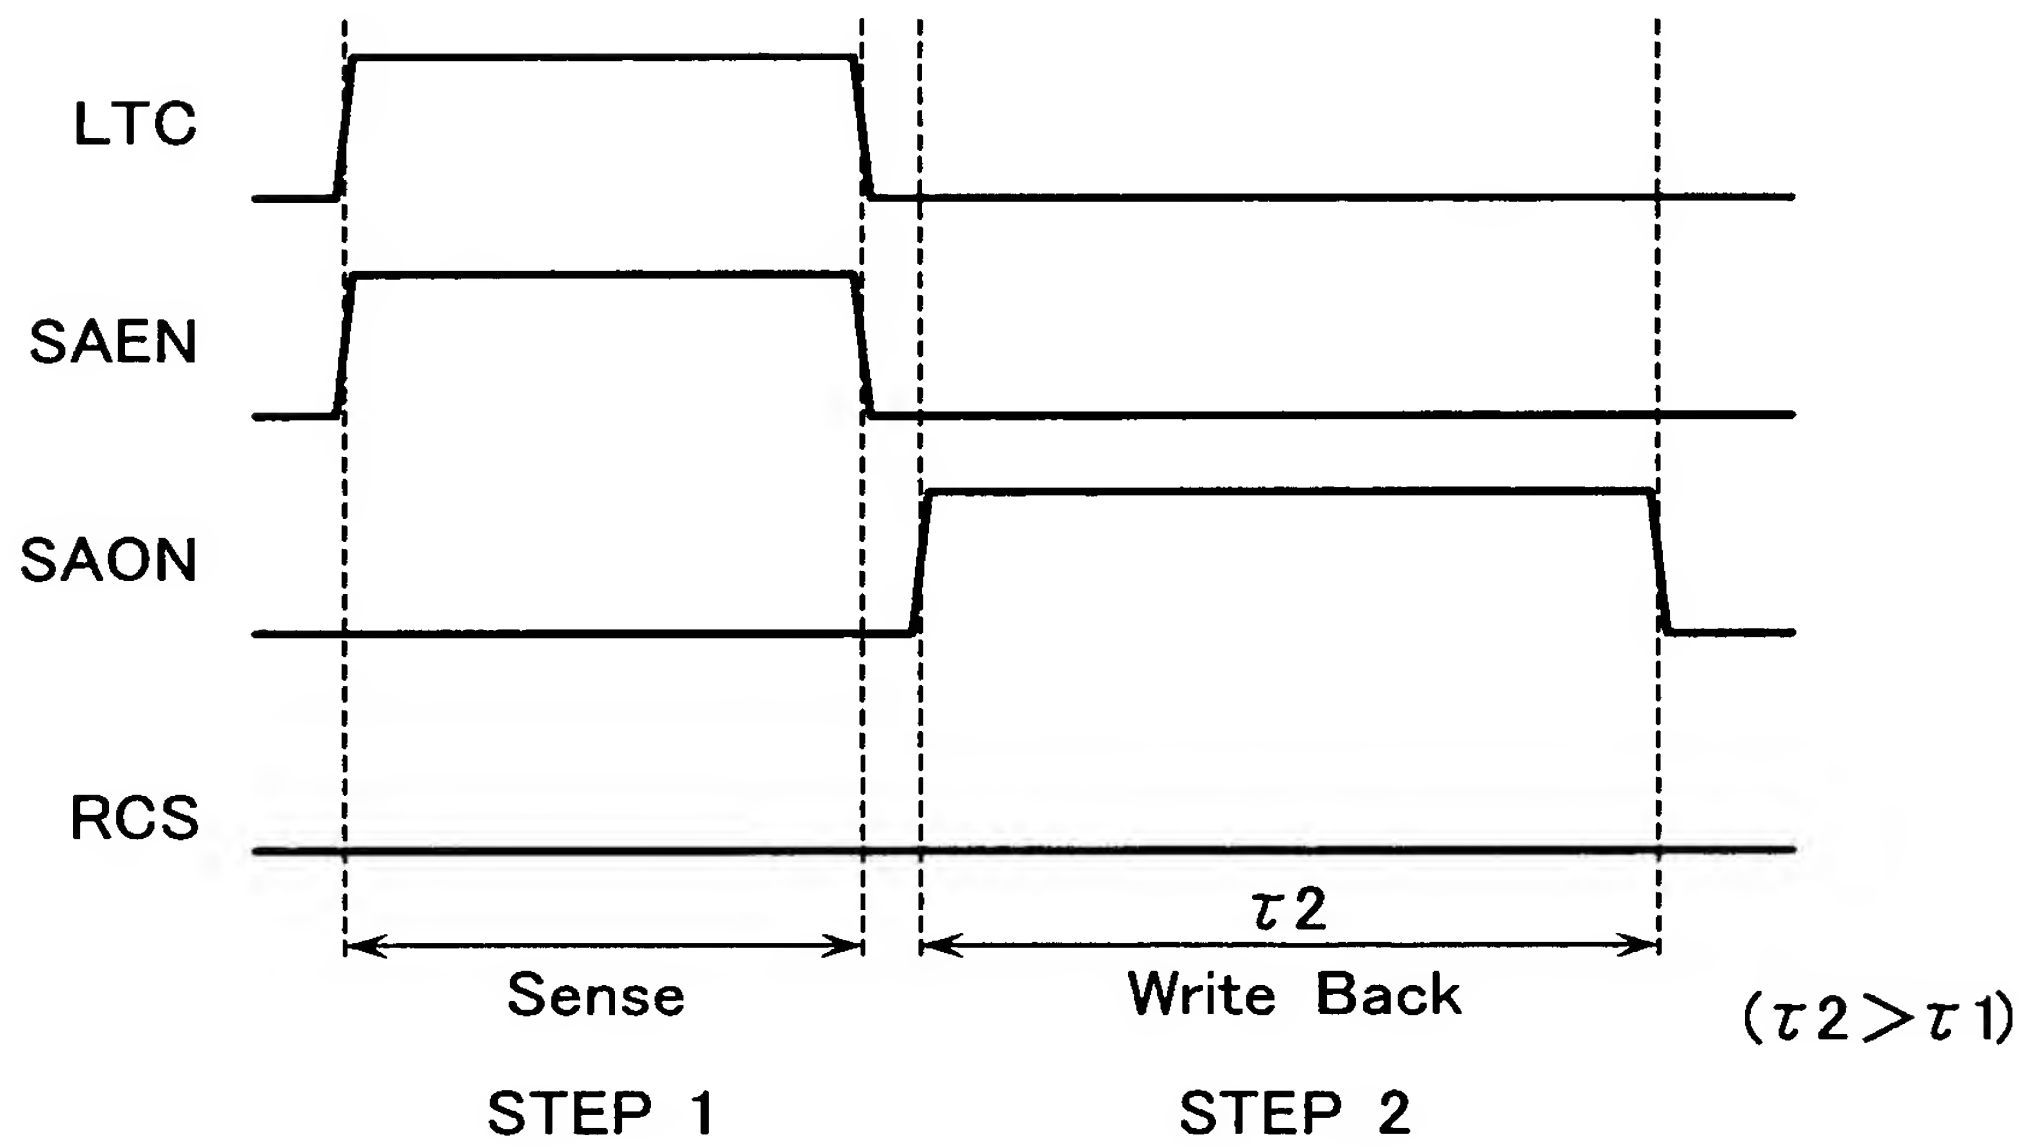 LTC
SAEN
SAON
RCS
τ2
Sense
Write Back
(τ2>τ1)
STEP 1
STEP 2